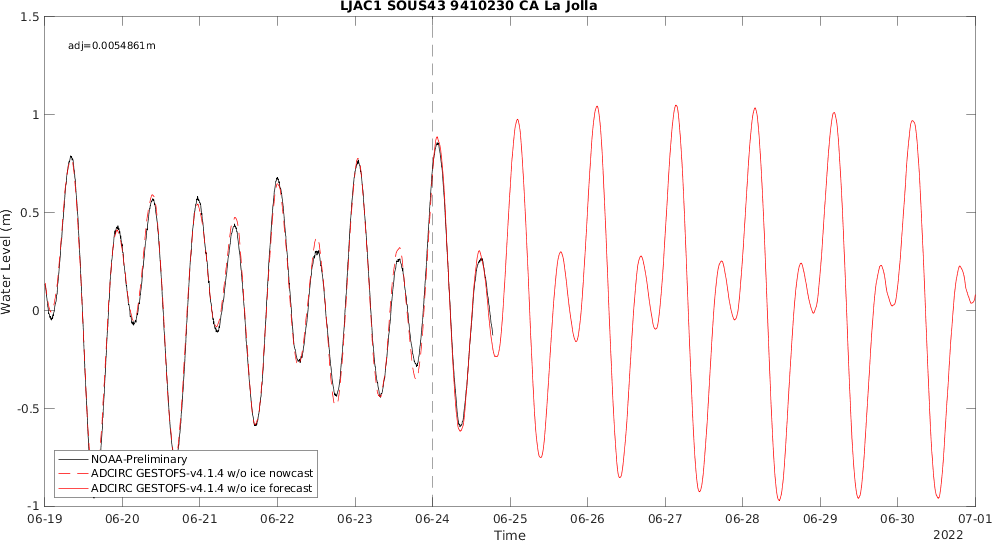 LJAC1 SOUS43 9410230 CA La Jolla
adj=0.0054861m
1.5
1
0.5
0
-0.5
-1
Water Level (m)
NOAA-Preliminary
ADCIRC GESTOFS-v4.1.4 w/o ice nowcast
ADCIRC GESTOFS-v4.1.4 w/o ice forecast
06-19 06-20 06-21 06-22 06-23 06-24 06-25 06-26 06-27 06-28 06-29 06-30 07-01
Time
2022